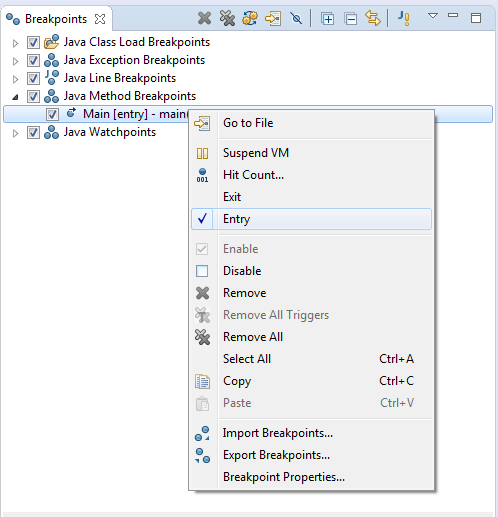 Breakpoints
Java Class Load Breakpoints
Java Exception Breakpoints
Java Line Breakpoints
Java Method Breakpoints
Main [entry] - main(
Java Watchpoints
Go to File
Suspend VM
001 Hit Count...
Exit
Entry
Enable
Disable
Remove
Remove All Triggers
Remove All
Select All Ctrl+A
Copy Ctrl+C
Paste Ctrl+V
Import Breakpoints...
Export Breakpoints...
Breakpoint Properties...